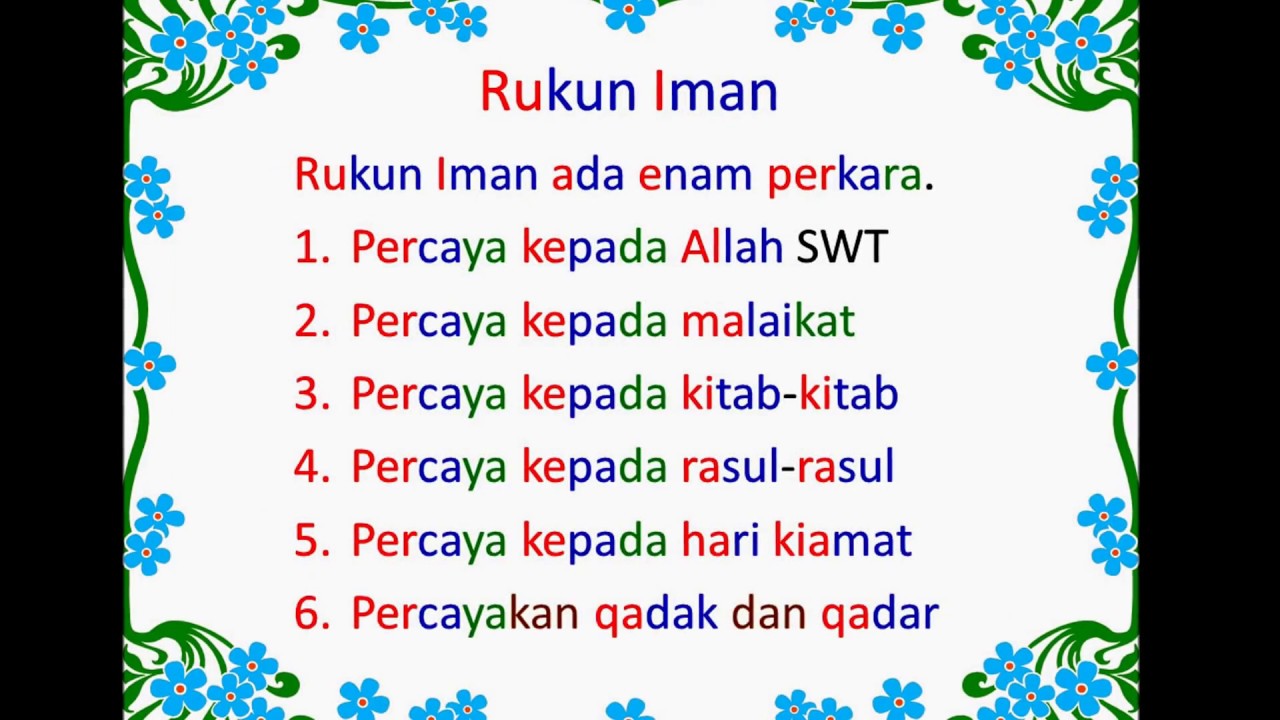 Rukun Iman
Rukun Iman ada enam perkara.
1. Percaya kepada Allah SWT
2. Percaya kepada malaikat
3. Percaya kepada kitab-kitab
4. Percaya kepada rasul-rasul
5. Percaya kepada hari kiamat
6. Percayakan qadak dan qadar